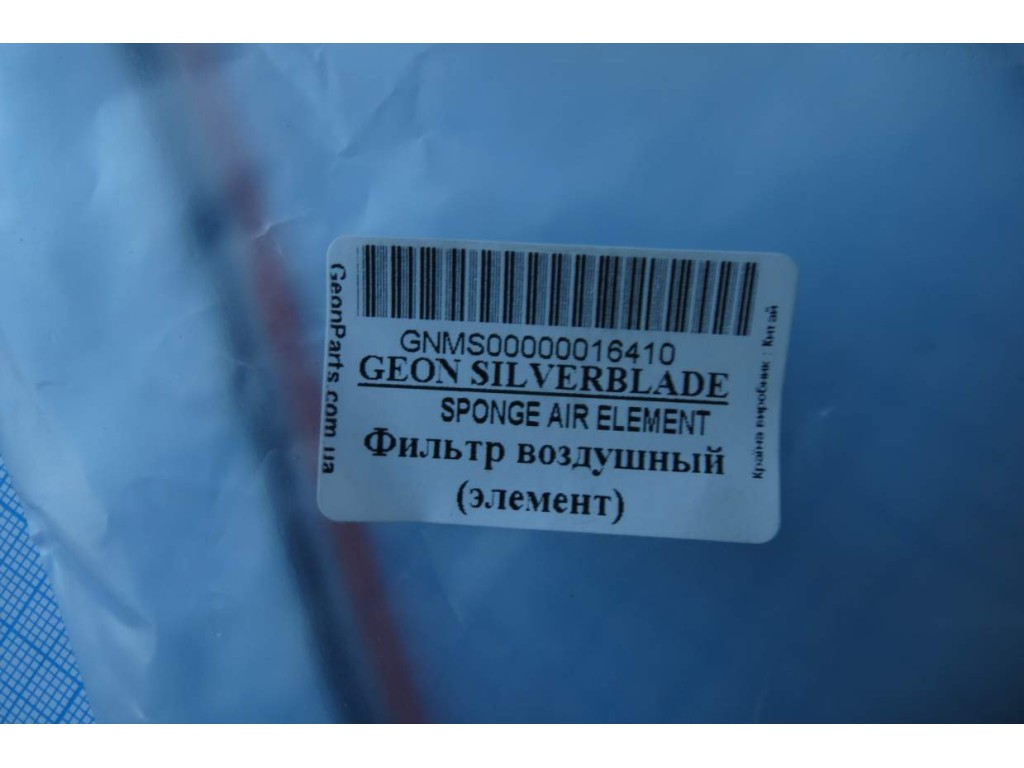 GNMS00000016410
GEON SILVERBLADE
SPONGE AIR ELEMENT
Фильтр воздушный
(элемент)
GeonParts.com.ua
Країна виробник : Китай